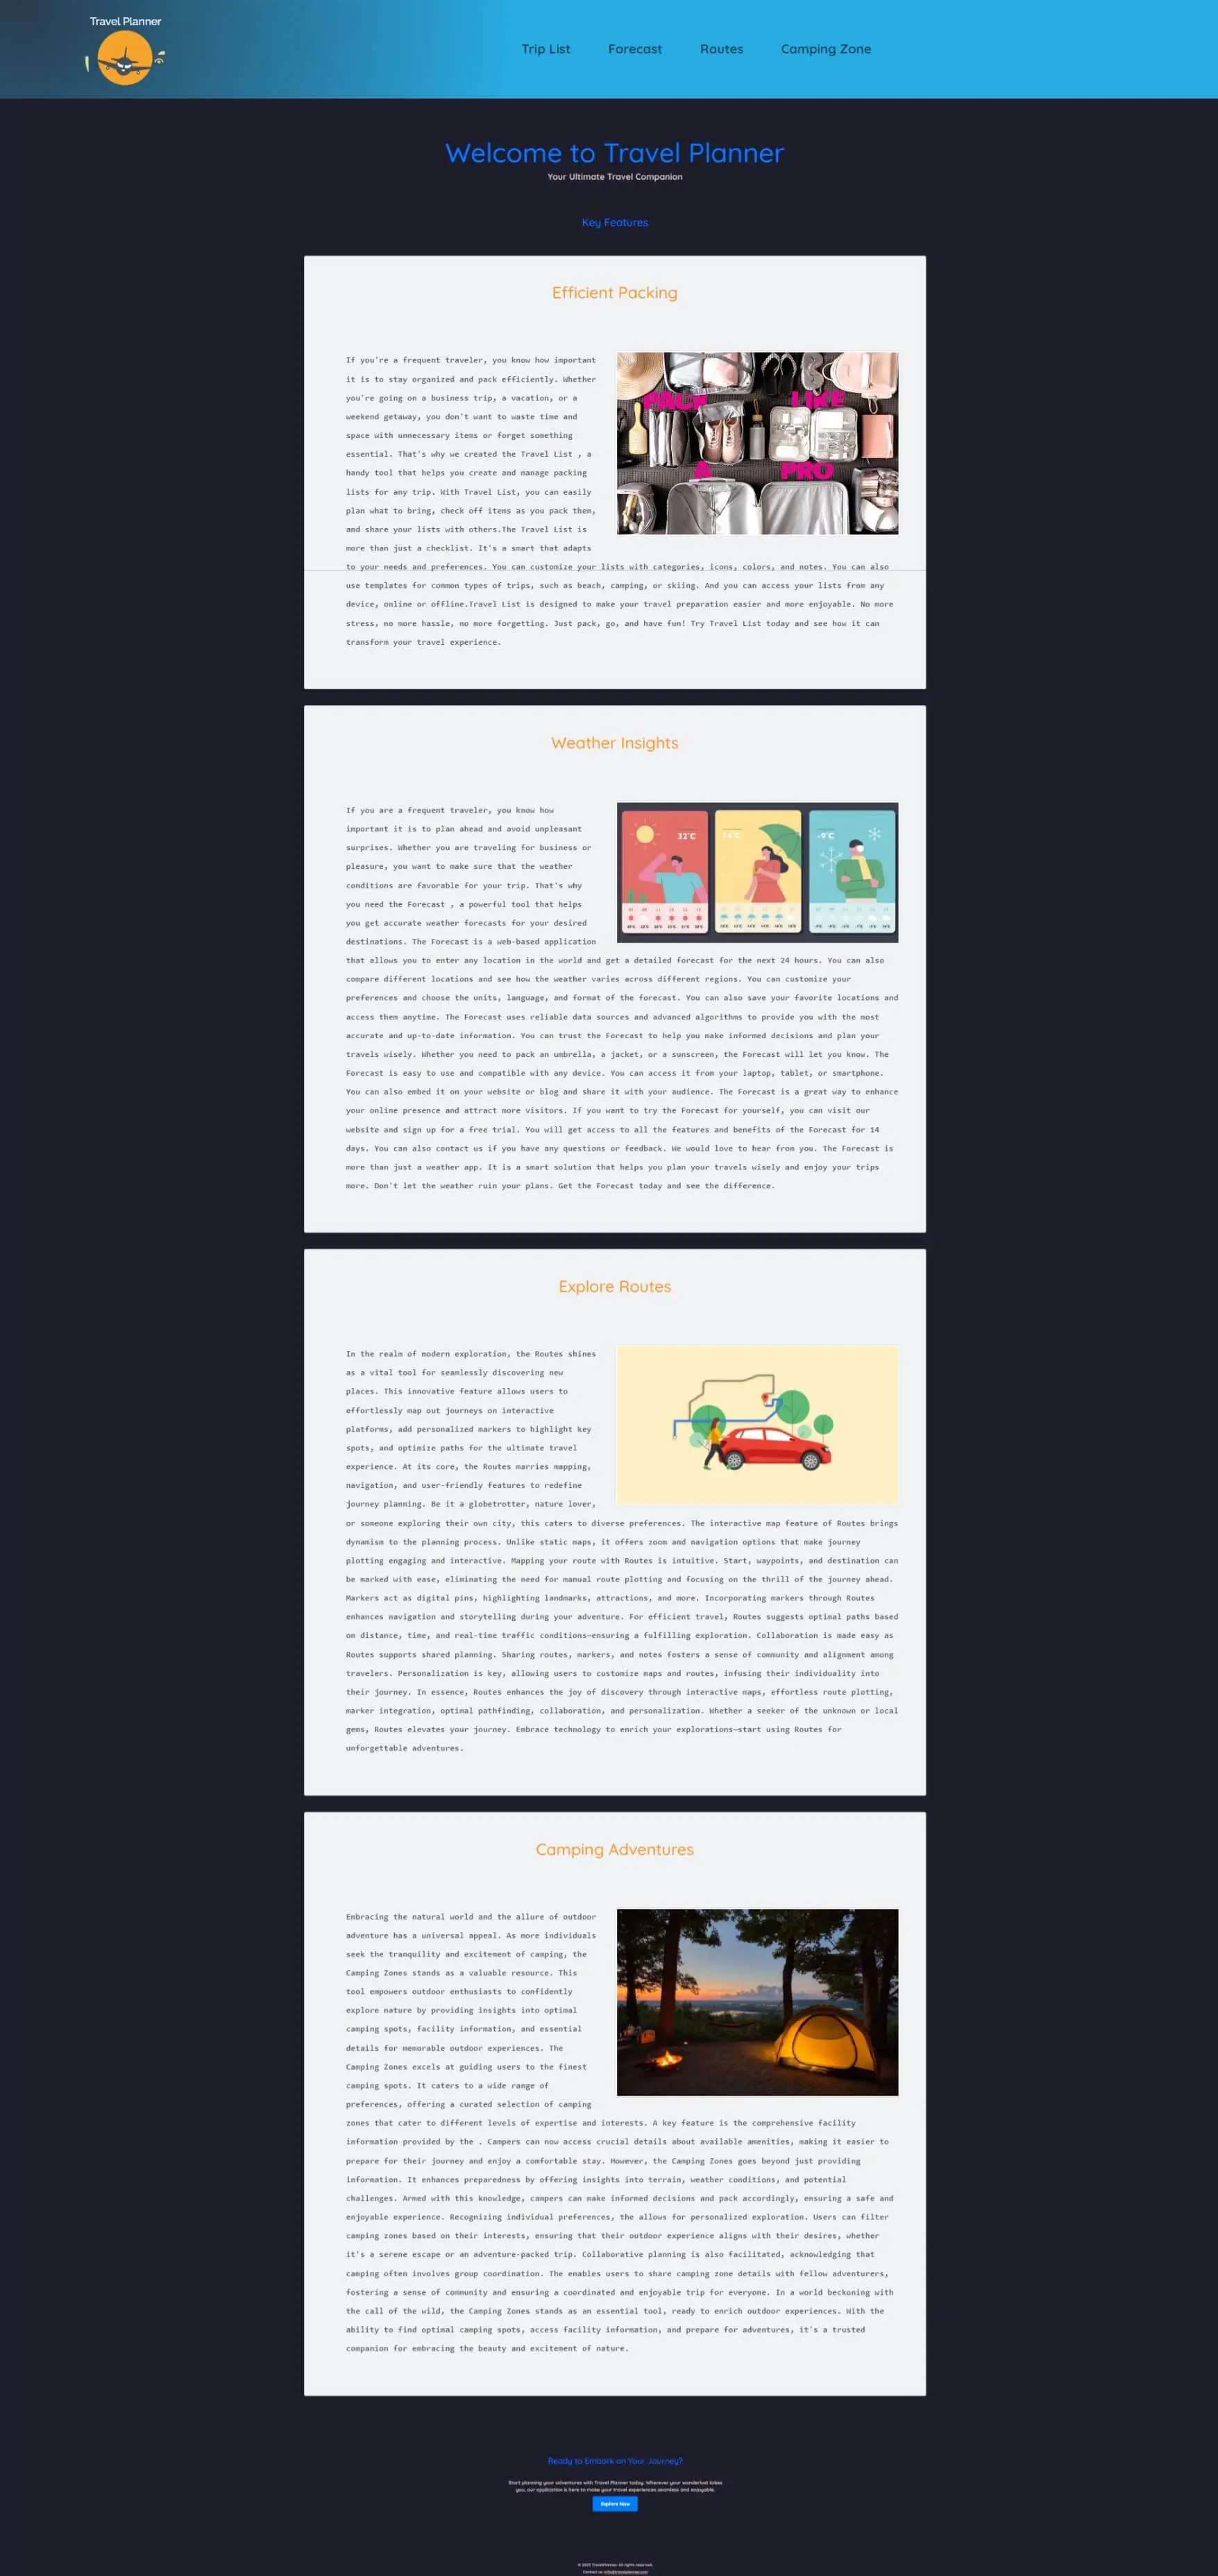 Travel Planner
Trip List
Forecast
Routes
Camping Zone
Welcome to Travel Planner
Your Ultimate Travel Companion
Key Features
Efficient Packing
If you're a frequent traveler, you know how important
it is to stay organized and pack efficiently. Whether
you're going on a business trip, a vacation, or a
weekend getaway, you don't want to waste time and
space with unnecessary items or forget something
essential. That's why we created the Travel List , a
handy tool that helps you create and manage packing
lists for any trip. With Travel List, you can easily
plan what to bring, check off items as you pack them,
and share your lists with others.The Travel List is
more than just a checklist. It's a smart that adapts
to your needs and preferences. You can customize your lists with categories, icons, colors, and notes. You can also
use templates for common types of trips, such as beach, camping, or skiing. And you can access your lists from any
device, online or offline.Travel List is designed to make your travel preparation easier and more enjoyable. No more
stress, no more hassle, no more forgetting. Just pack, go, and have fun! Try Travel List today and see how it can
transform your travel experience.
PACK LIKE
A PRO
Weather Insights
If you are a frequent traveler, you know how
important it is to plan ahead and avoid unpleasant
surprises. Whether you are traveling for business or
pleasure, you want to make sure that the weather
conditions are favorable for your trip. That's why
you need the Forecast , a powerful tool that helps
you get accurate weather forecasts for your desired
destinations. The Forecast is a web-based application
that allows you to enter any location in the world and get a detailed forecast for the next 24 hours. You can also
compare different locations and see how the weather varies across different regions. You can customize your
preferences and choose the units, language, and format of the forecast. You can also save your favorite locations and
access them anytime. The Forecast uses reliable data sources and advanced algorithms to provide you with the most
accurate and up-to-date information. You can trust the Forecast to help you make informed decisions and plan your
travels wisely. Whether you need to pack an umbrella, a jacket, or a sunscreen, the Forecast will let you know. The
Forecast is easy to use and compatible with any device. You can access it from your laptop, tablet, or smartphone.
You can also embed it on your website or blog and share it with your audience. The Forecast is a great way to enhance
your online presence and attract more visitors. If you want to try the Forecast for yourself, you can visit our
website and sign up for a free trial. You will get access to all the features and benefits of the Forecast for 14
days. You can also contact us if you have any questions or feedback. We would love to hear from you. The Forecast is
more than just a weather app. It is a smart solution that helps you plan your travels wisely and enjoy your trips
more. Don't let the weather ruin your plans. Get the Forecast today and see the difference.
32°C
-9°C
Explore Routes
In the realm of modern exploration, the Routes shines
as a vital tool for seamlessly discovering new
places. This innovative feature allows users to
effortlessly map out journeys on interactive
platforms, add personalized markers to highlight key
spots, and optimize paths for the ultimate travel
experience. At its core, the Routes marries mapping,
navigation, and user-friendly features to redefine
journey planning. Be it a globetrotter, nature lover,
or someone exploring their own city, this caters to diverse preferences. The interactive map feature of Routes brings
dynamism to the planning process. Unlike static maps, it offers zoom and navigation options that make journey
plotting engaging and interactive. Mapping your route with Routes is intuitive. Start, waypoints, and destination can
be marked with ease, eliminating the need for manual route plotting and focusing on the thrill of the journey ahead.
Markers act as digital pins, highlighting landmarks, attractions, and more. Incorporating markers through Routes
enhances navigation and storytelling during your adventure. For efficient travel, Routes suggests optimal paths based
on distance, time, and real-time traffic conditions—ensuring a fulfilling exploration. Collaboration is made easy as
Routes supports shared planning. Sharing routes, markers, and notes fosters a sense of community and alignment among
travelers. Personalization is key, allowing users to customize maps and routes, infusing their individuality into
their journey. In essence, Routes enhances the joy of discovery through interactive maps, effortless route plotting,
marker integration, optimal pathfinding, collaboration, and personalization. Whether a seeker of the unknown or local
gems, Routes elevates your journey. Embrace technology to enrich your explorations—start using Routes for
unforgettable adventures.
Camping Adventures
Embracing the natural world and the allure of outdoor
adventure has a universal appeal. As more individuals
seek the tranquility and excitement of camping, the
Camping Zones stands as a valuable resource. This
tool empowers outdoor enthusiasts to confidently
explore nature by providing insights into optimal
camping spots, facility information, and essential
details for memorable outdoor experiences. The
Camping Zones excels at guiding users to the finest
camping spots. It caters to a wide range of
preferences, offering a curated selection of camping
zones that cater to different levels of expertise and interests. A key feature is the comprehensive facility
information provided by the . Campers can now access crucial details about available amenities, making it easier to
prepare for their journey and enjoy a comfortable stay. However, the Camping Zones goes beyond just providing
information. It enhances preparedness by offering insights into terrain, weather conditions, and potential
challenges. Armed with this knowledge, campers can make informed decisions and pack accordingly, ensuring a safe and
enjoyable experience. Recognizing individual preferences, the allows for personalized exploration. Users can filter
camping zones based on their interests, ensuring that their outdoor experience aligns with their desires, whether
it's a serene escape or an adventure-packed trip. Collaborative planning is also facilitated, acknowledging that
camping often involves group coordination. The enables users to share camping zone details with fellow adventurers,
fostering a sense of community and ensuring a coordinated and enjoyable trip for everyone. In a world beckoning with
the call of the wild, the Camping Zones stands as an essential tool, ready to enrich outdoor experiences. With the
ability to find optimal camping spots, access facility information, and prepare for adventures, it's a trusted
companion for embracing the beauty and excitement of nature.
Ready to Embark on Your Journey?
Start planning your adventures with Travel Planner today. Wherever your wanderlust takes
you, our application is here to make your travel experiences seamless and enjoyable.
Explore Now
© 2023 TravelPlanner. All rights reserved.
Contact us: info@travelplanner.com